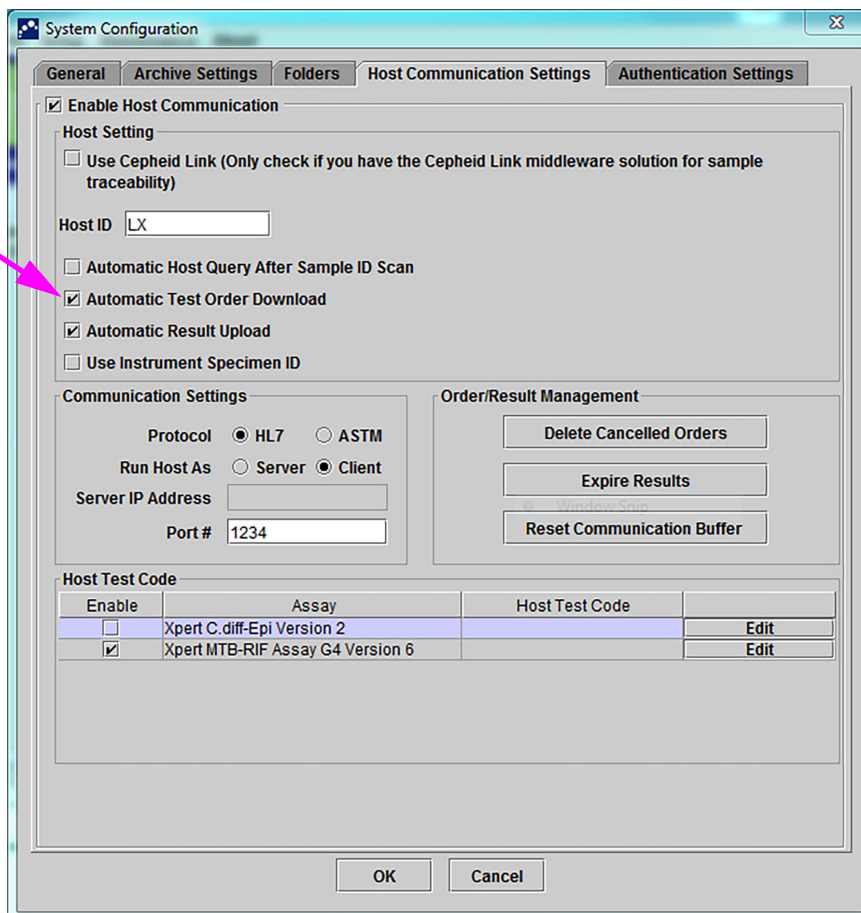 System Configuration
General Archive Settings Folders Host Communication Settings Authentication Settings
Enable Host Communication
Host Setting
Use Cepheid Link (Only check if you have the Cepheid Link middleware solution for sample
traceability)
Host ID LX
Automatic Host Query After Sample ID Scan
Automatic Test Order Download
Automatic Result Upload
Use Instrument Specimen ID
Communication Settings
Protocol HL7 ASTM
Run Host As Server Client
Server IP Address
Port # 1234
Order/Result Management
Delete Cancelled Orders
Expire Results
Window Snip
Reset Communication Buffer
Host Test Code
Enable Assay Host Test Code
Xpert C.diff-Epi Version 2 Edit
Xpert MTB-RIF Assay G4 Version 6 Edit
OK Cancel